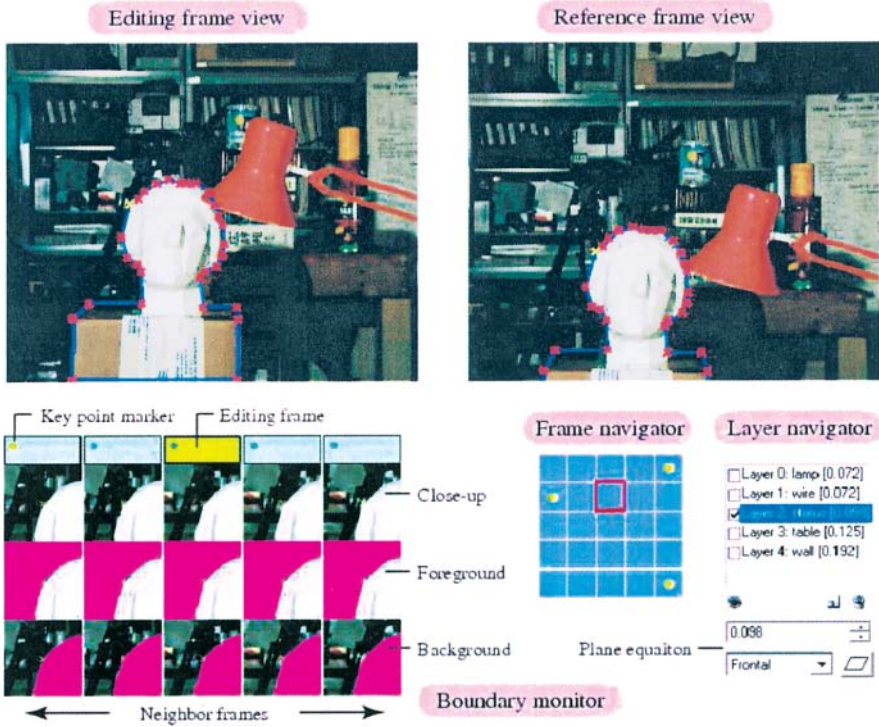 Editing frame view
Reference frame view
Key point marker
Editing frame
Close-up
Foreground
Background
Neighbor frames
Boundary monitor
Frame navigator
Layer navigator
Layer 0: lamp [0.072]
Layer 1: wire [0.072]
Layer 3: table [0.125]
Layer 4: wall [0.192]
0.098
Plane equaiton
Frontal